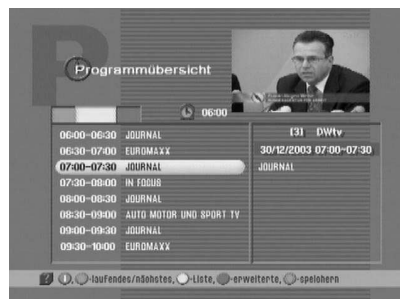 Programmübersicht
06:00
06:00-06:30 JOURNAL
06:30-07:00 EUROMAXX
07:00-07:30 JOURNAL
07:30-08:00 IN FOCUS
08:00-08:30 JOURNAL
08:30-09:00 AUTO MOTOR UND SPORT TV
09:00-09:30 JOURNAL
09:30-10:00 EUROMAXX
(3) DWtv
30/12/2003 07:00-07:30
JOURNAL
-laufendes/nächstes, -Liste, -erweiterte, -speichern